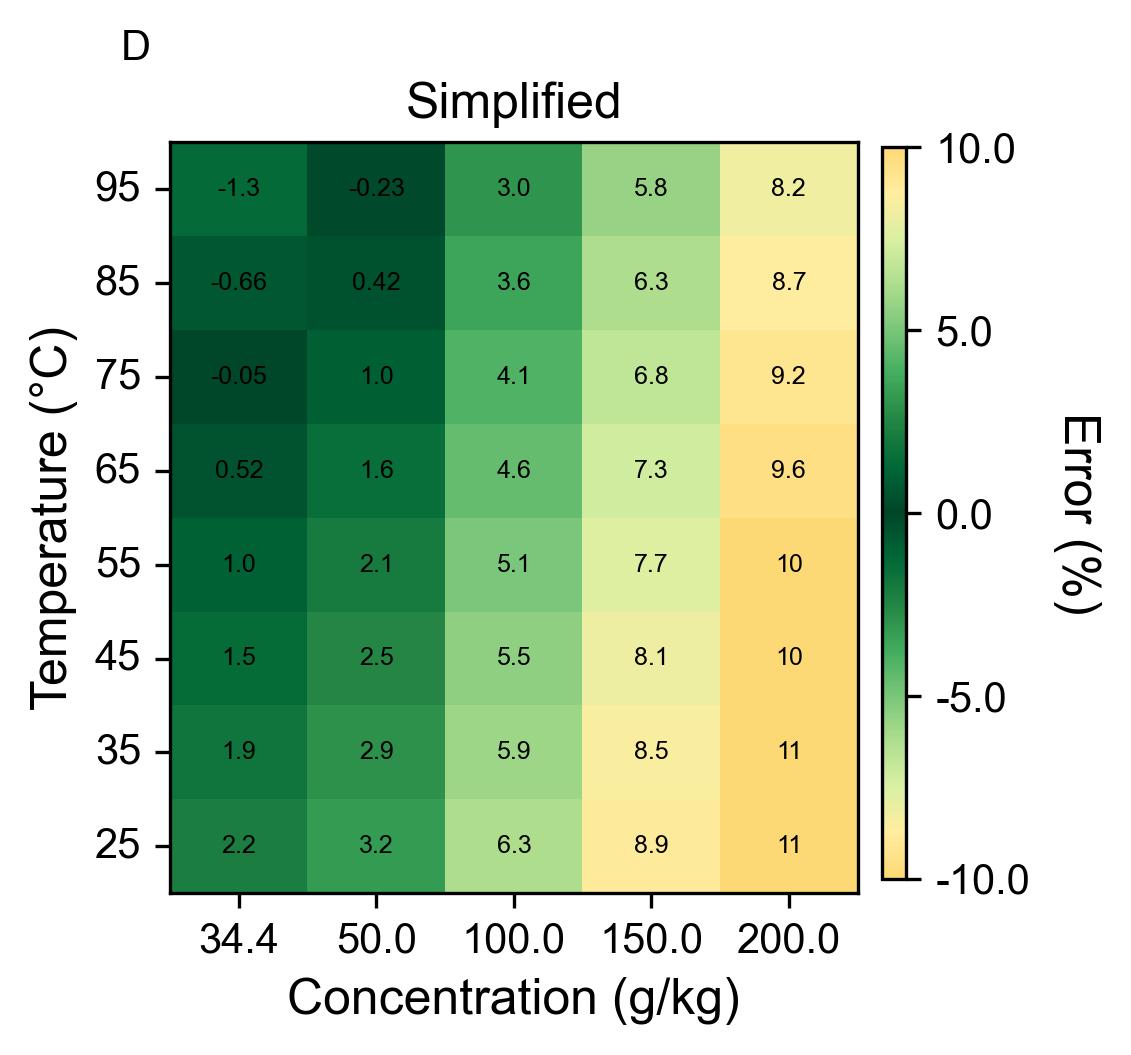 D
Simplified
95 -1.3 -0.23 3.0 5.8 8.2
85 -0.66 0.42 3.6 6.3 8.7
75 -0.05 1.0 4.1 6.8 9.2
65 0.52 1.6 4.6 7.3 9.6
55 1.0 2.1 5.1 7.7 10
45 1.5 2.5 5.5 8.1 10
35 1.9 2.9 5.9 8.5 11
25 2.2 3.2 6.3 8.9 11
34.4 50.0 100.0 150.0 200.0
Concentration (g/kg)
Temperature (°C)
10.0
5.0
0.0
-5.0
-10.0
Error (%)